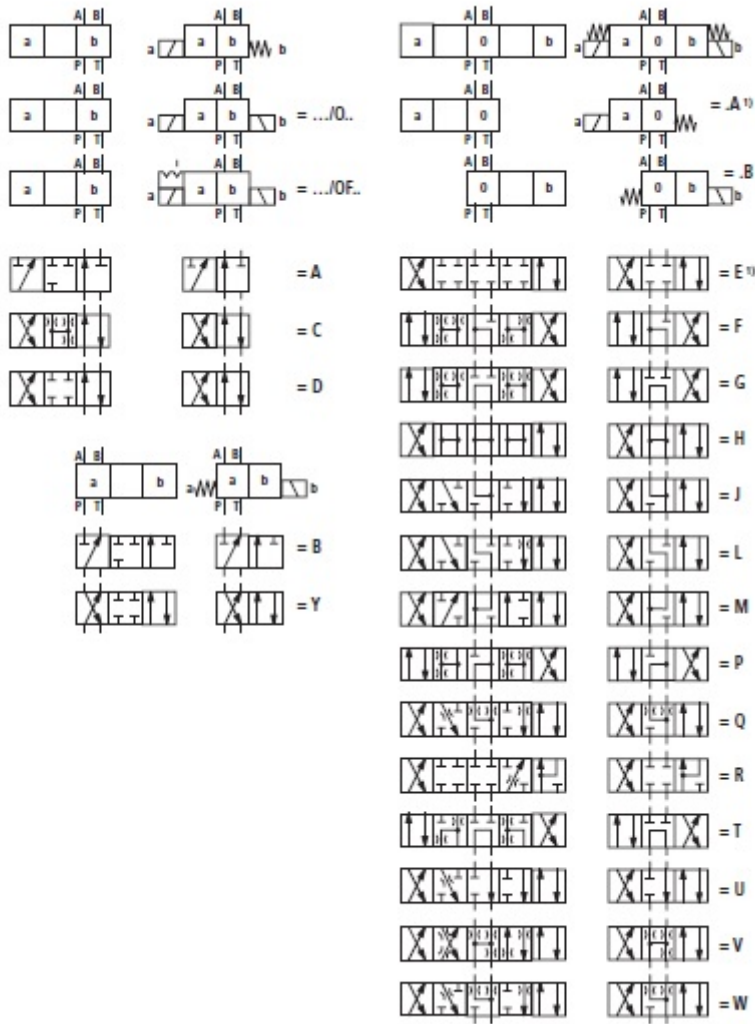 A B A B A B A B
a b a a b b a 0 b a a 0 b b
P T P T P T P T
A B A B A B A B
a b a a b b = .../O.. a 0 a a 0 = .A 1)
P T P T P T P T
A B A B A B A B
a b a a b b = .../OF.. 0 b 0 b b = .B
P T P T P T P T
= A
= C
= D
A B A B
a b a a b b
P T P T
= B
= Y
= E 1)
= F
= G
= H
= J
= L
= M
= P
= Q
= R
= T
= U
= V
= W